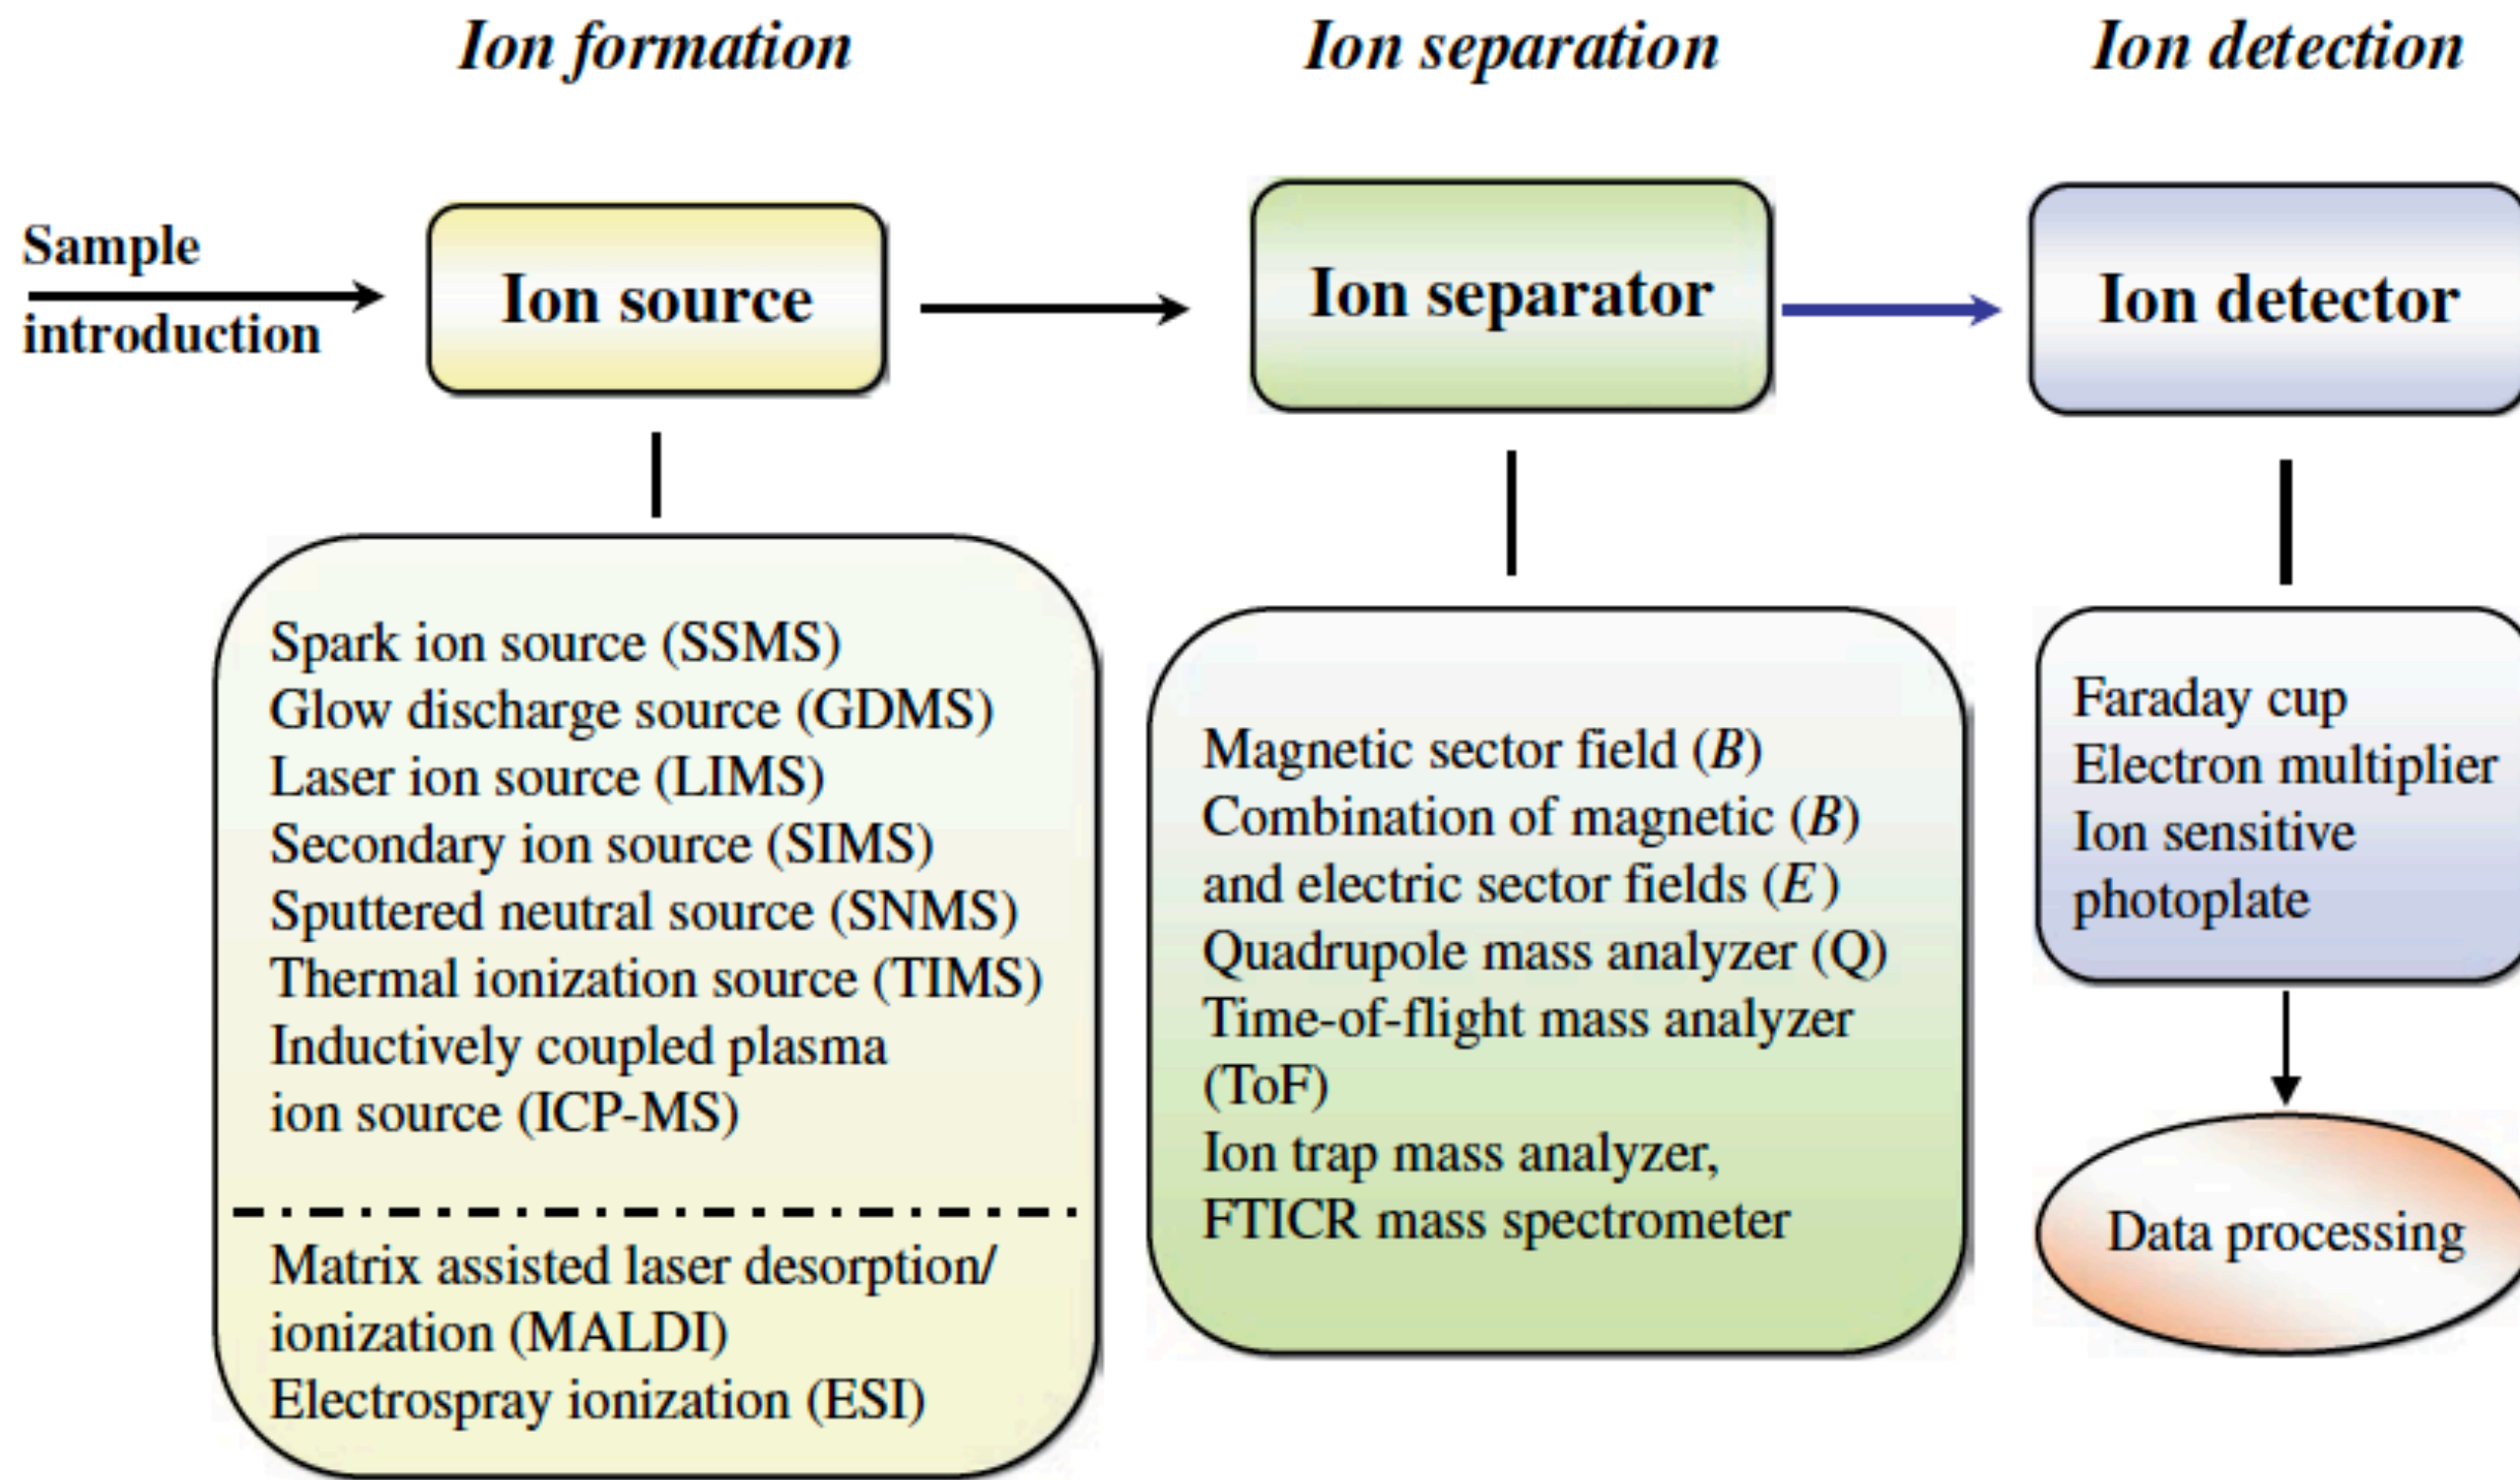 Ion formation
Ion separation
Ion detection
Sample
introduction
Ion source
Ion separator
Ion detector
Spark ion source (SSMS)
Glow discharge source (GDMS)
Laser ion source (LIMS)
Secondary ion source (SIMS)
Sputtered neutral source (SNMS)
Thermal ionization source (TIMS)
Inductively coupled plasma
ion source (ICP-MS)
Matrix assisted laser desorption/
ionization (MALDI)
Electrospray ionization (ESI)
Magnetic sector field (B)
Combination of magnetic (B)
and electric sector fields (E)
Quadrupole mass analyzer (Q)
Time-of-flight mass analyzer
(ToF)
Ion trap mass analyzer,
FTICR mass spectrometer
Faraday cup
Electron multiplier
Ion sensitive
photoplate
Data processing